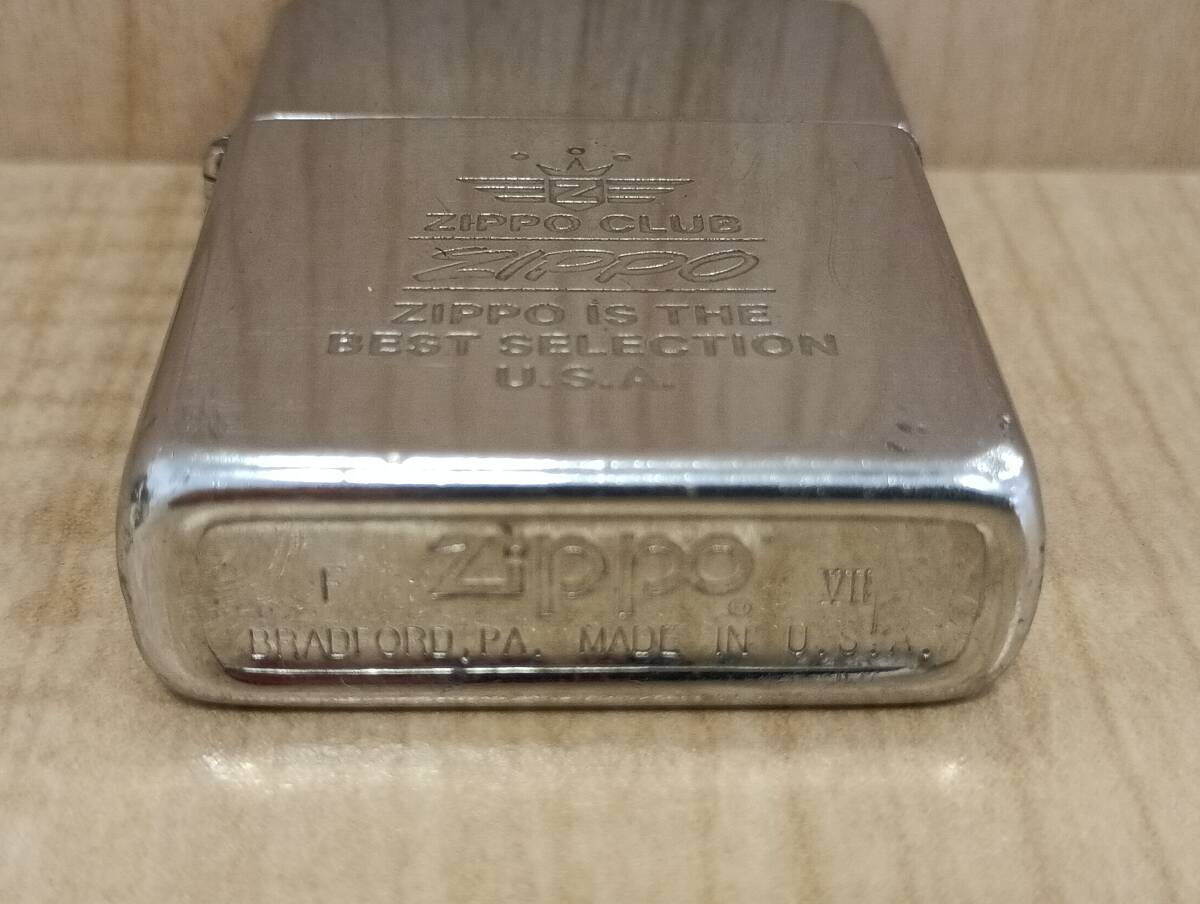 Z
ZIPPO CLUB
ZIPPO
ZIPPO iS THE
BEST SELECTION
U.S.A.
F Zippo ® VII
BRADFORD,PA. MADE IN U.S.A.